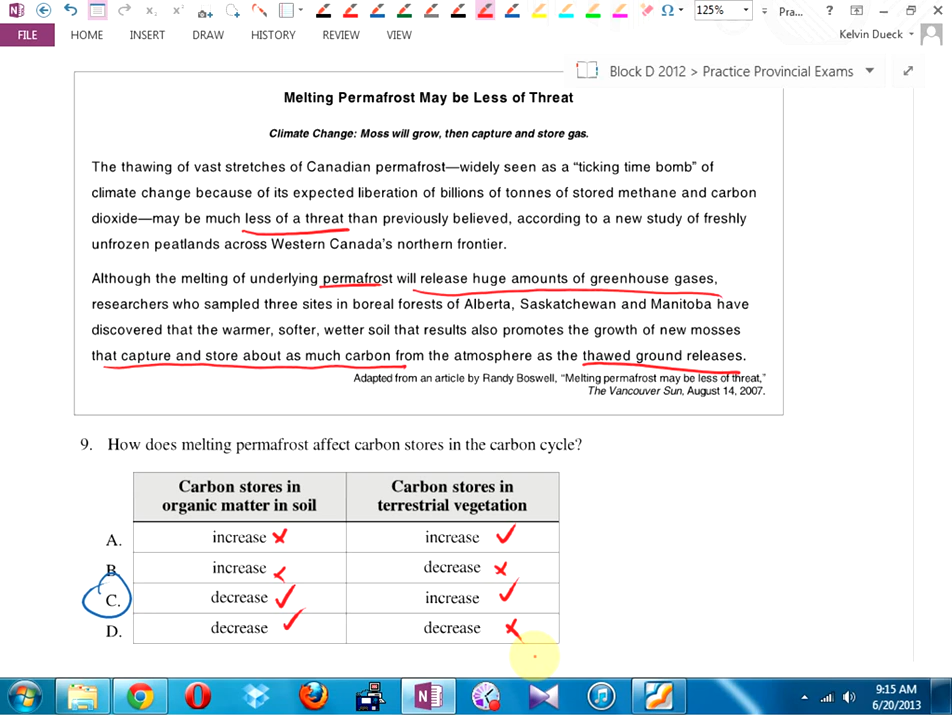 125%
Pra...
?
FILE
HOME
INSERT
DRAW
HISTORY
REVIEW
VIEW
Kelvin Dueck
Block D 2012 > Practice Provincial Exams
Melting Permafrost May be Less of Threat
Climate Change: Moss will grow, then capture and store gas.
The thawing of vast stretches of Canadian permafrost—widely seen as a “ticking time bomb” of
climate change because of its expected liberation of billions of tonnes of stored methane and carbon
dioxide—may be much less of a threat than previously believed, according to a new study of freshly
unfrozen peatlands across Western Canada’s northern frontier.
Although the melting of underlying permafrost will release huge amounts of greenhouse gases,
researchers who sampled three sites in boreal forests of Alberta, Saskatchewan and Manitoba have
discovered that the warmer, softer, wetter soil that results also promotes the growth of new mosses
that capture and store about as much carbon from the atmosphere as the thawed ground releases.
Adapted from an article by Randy Boswell, “Melting permafrost may be less of threat,”
The Vancouver Sun, August 14, 2007.
9. How does melting permafrost affect carbon stores in the carbon cycle?
Carbon stores in organic matter in soil
Carbon stores in terrestrial vegetation
A. increase increase
B. increase decrease
C. decrease increase
D. decrease decrease
9:15 AM
6/20/2013